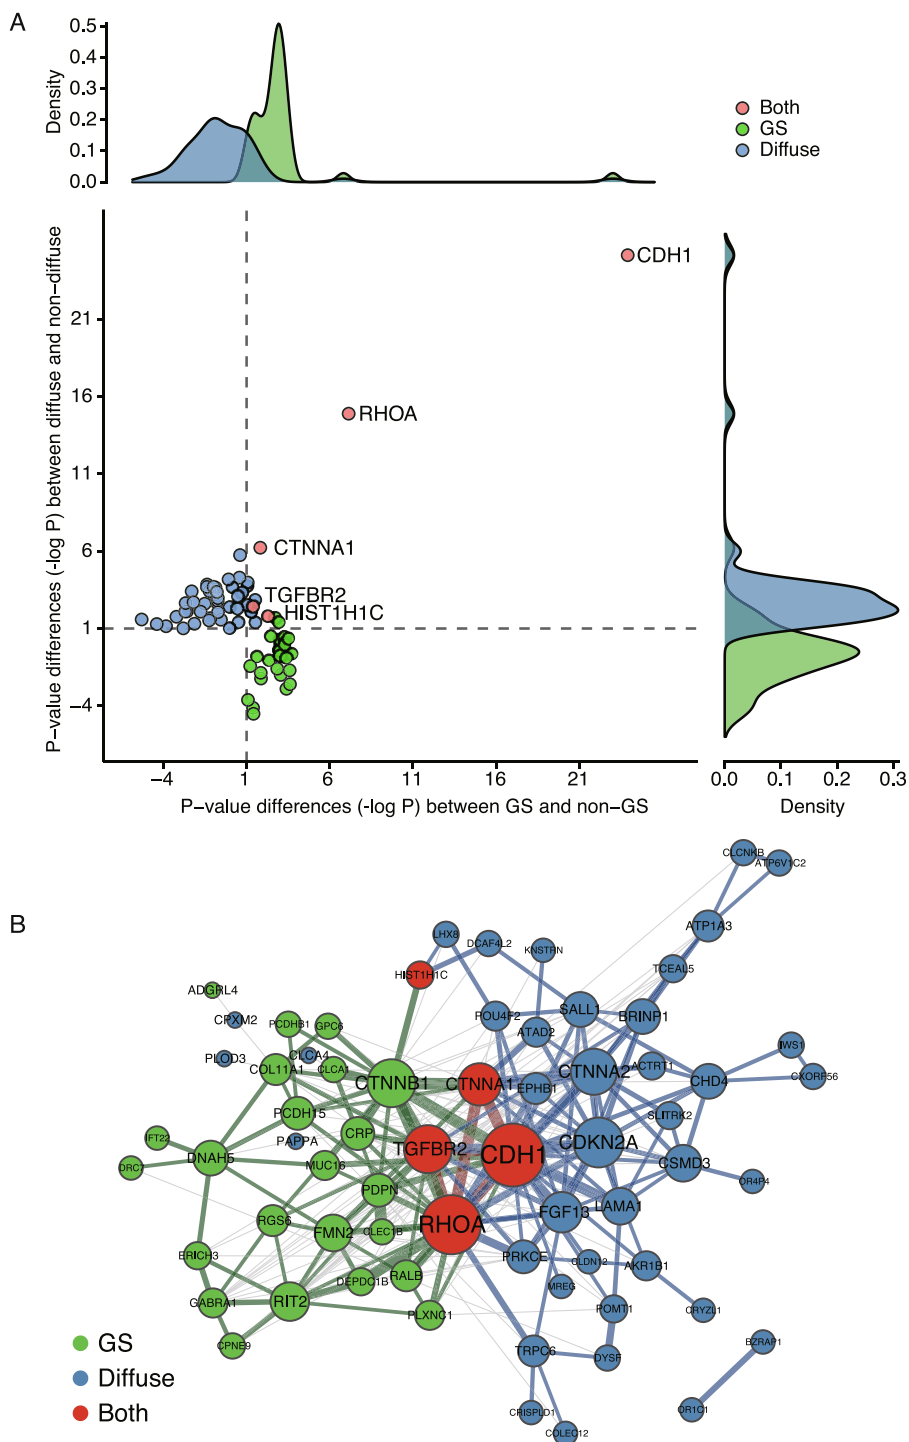 A
Density
0.5
0.4
0.3
0.2
0.1
0.0
Both
GS
Diffuse
P-value differences (-log P) between diffuse and non-diffuse
21
16
11
6
1
−4
CDH1
RHOA
CTNNA1
TGFBR2
HIST1H1C
−4 1 6 11 16 21
P-value differences (-log P) between GS and non-GS
0.0 0.1 0.2 0.3
Density
B
CLCNKB
ATP6V1C2
ATP1A3
LHX8
DCAF4L2
KNSTRN
HIST1H1C
TCEAL5
ADGRL4
CPXM2
PCDHB1
GPC6
POU4F2
ATAD2
SALL1
BRINP1
PLOD3
CLCA4
COL11A1
CLCA1
CTNNB1
CTNNA1
EPHB1
CTNNA2
ACTRT1
CHD4
IWS1
CXORF56
PCDH15
SLITRK2
IFT22
PAPPA
CRP
TGFBR2
CDH1
CDKN2A
DRC7
DNAH5
MUC16
CSMD3
OR4P4
PDPN
RGS6
FMN2
CLEC1B
RHOA
FGF13
LAMA1
ERICH3
PRKCE
CLDN12
AKR1B1
GABRA1
RIT2
DEPDC1B
RALB
MREG
PLXNC1
POMT1
CRYZL1
CPNE9
TRPC6
DYSF
BZRAP1
GS
Diffuse
Both
CRISPLD1
COLEC12
OR1C1